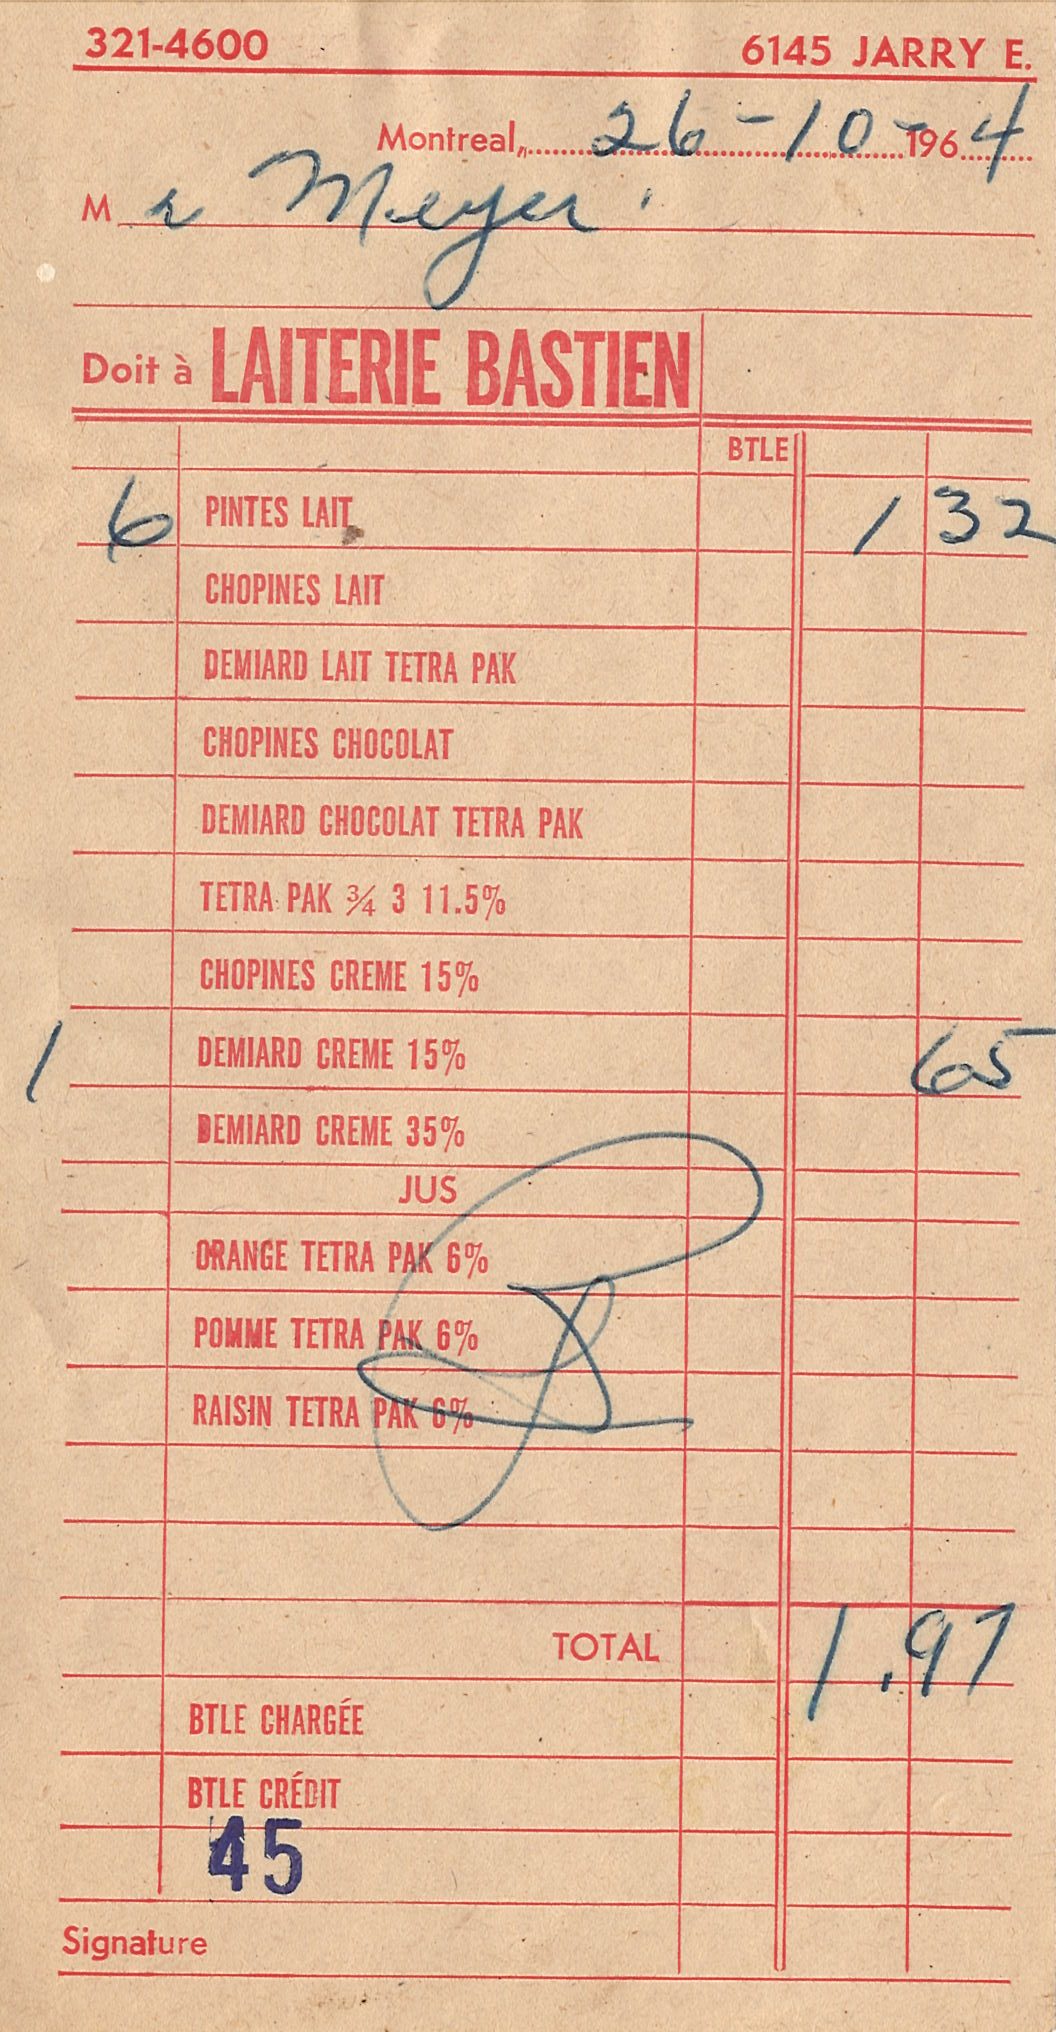 321-4600 6145 JARRY E.
Montreal, 26-10-1964
Mr Meyer
Doit à LAITERIE BASTIEN
BTLE
6 PINTES LAIT 1 32
CHOPINES LAIT
DEMIARD LAIT TETRA PAK
CHOPINES CHOCOLAT
DEMIARD CHOCOLAT TETRA PAK
TETRA PAK ¾ 3 11.5%
CHOPINES CREME 15%
1 DEMIARD CREME 15% 65
DEMIARD CREME 35%
JUS
ORANGE TETRA PAK 6%
POMME TETRA PAK 6%
RAISIN TETRA PAK 6%
TOTAL 1.97
BTLE CHARGÉE
BTLE CRÉDIT
45
Signature